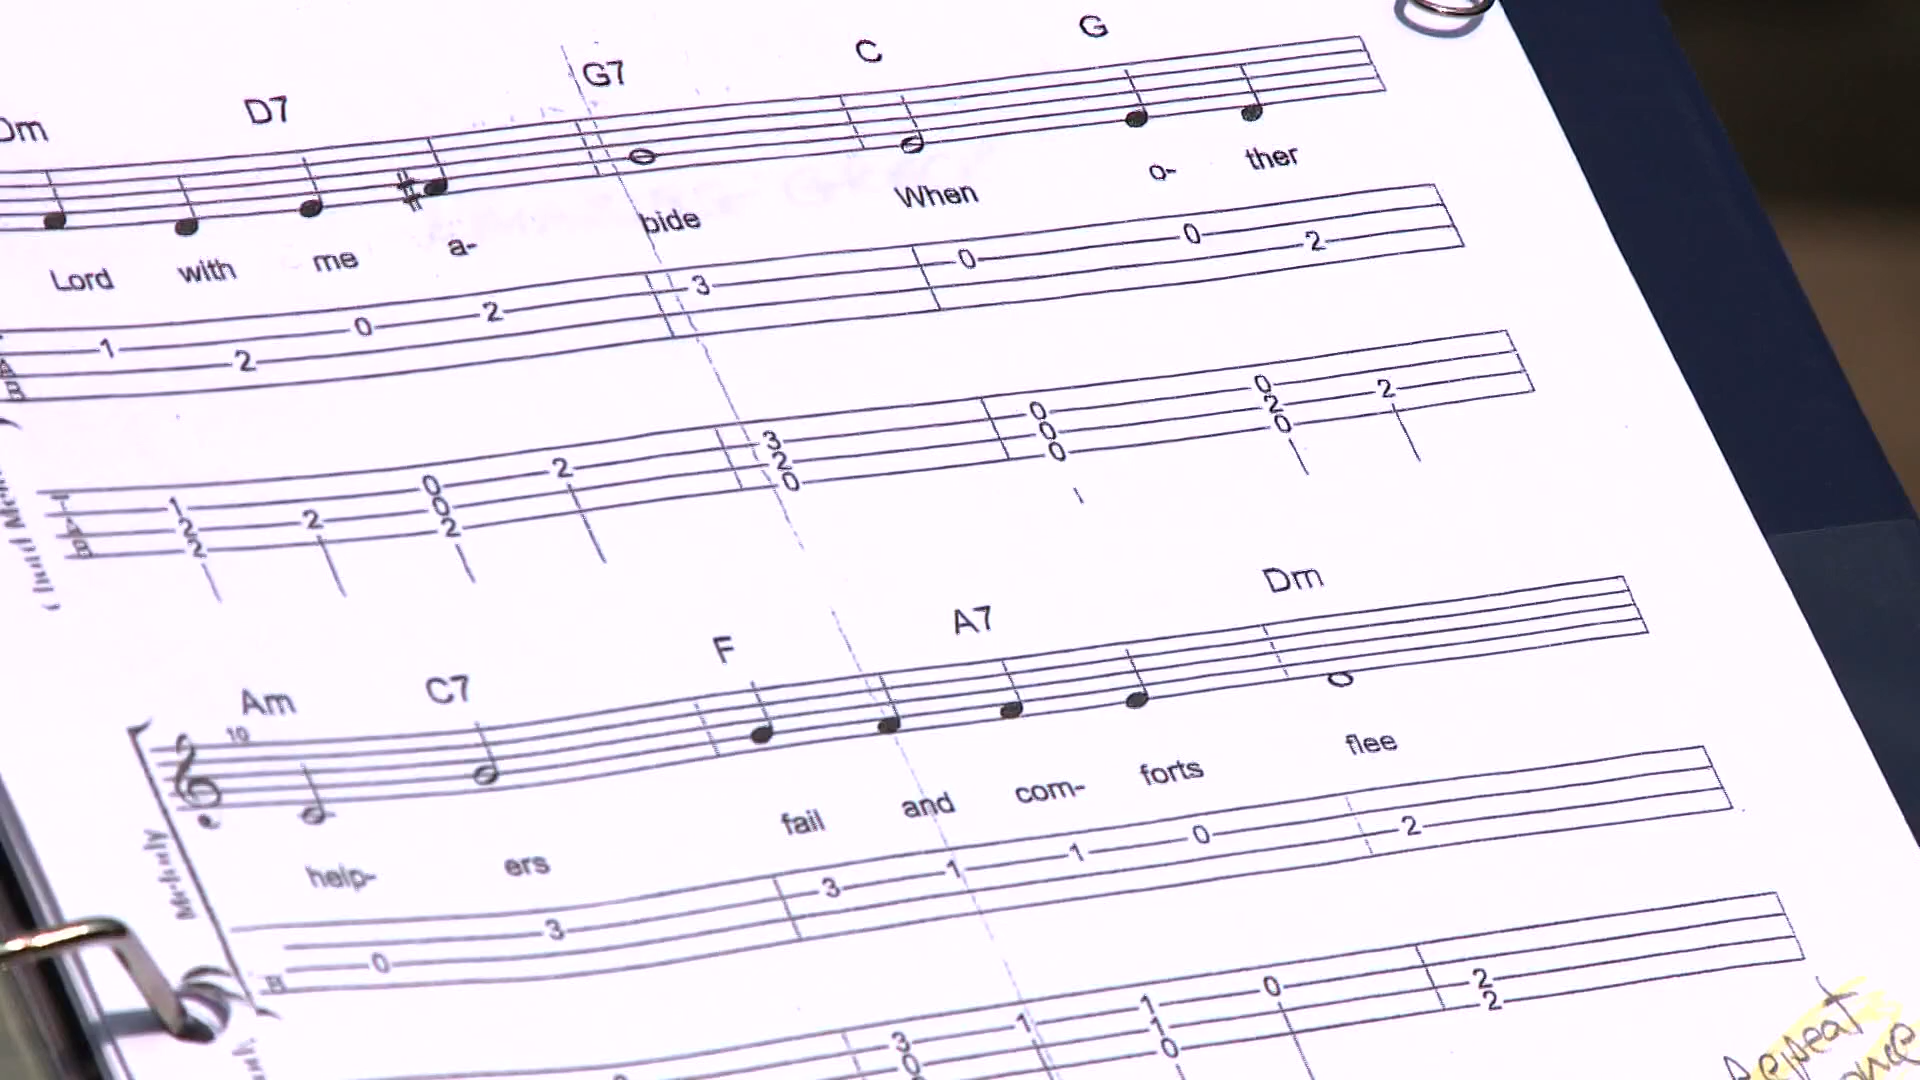 Dm D7 G7 C G
Lord with me a- bide When o- ther
1 2 0 2 3 0 0 2
1 2 0 2 3 0 0 2
2 0 2 0 2
2 2 0 0 0
Am C7 F A7 Dm
10
help- ers fail and com- forts flee
Melody
0 3 3 1 1 0 2
3 1 1 0 2
0 1 2
0
Repeat
once